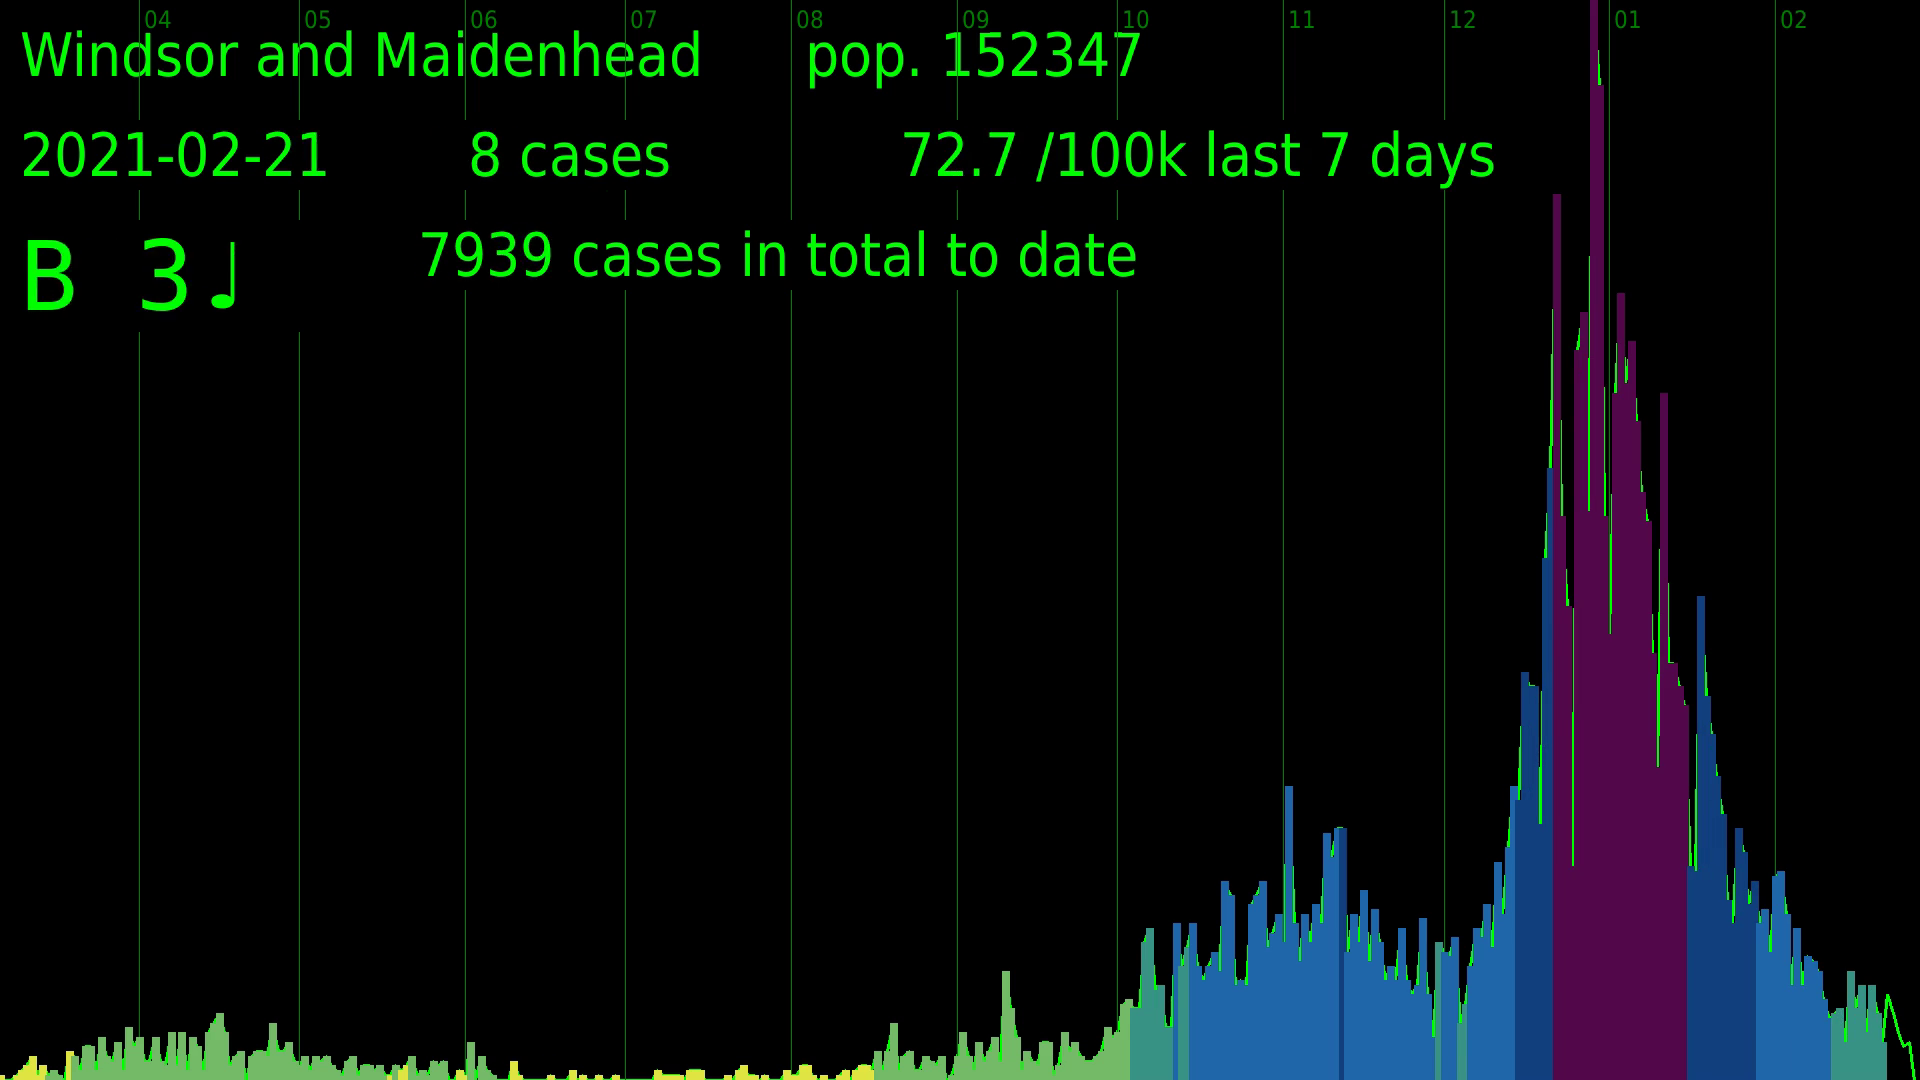 04 05 06 07 08 09 10 11 12 01 02
Windsor and Maidenhead pop. 152347
2021-02-21 8 cases 72.7 /100k last 7 days
B 3♩ 7939 cases in total to date